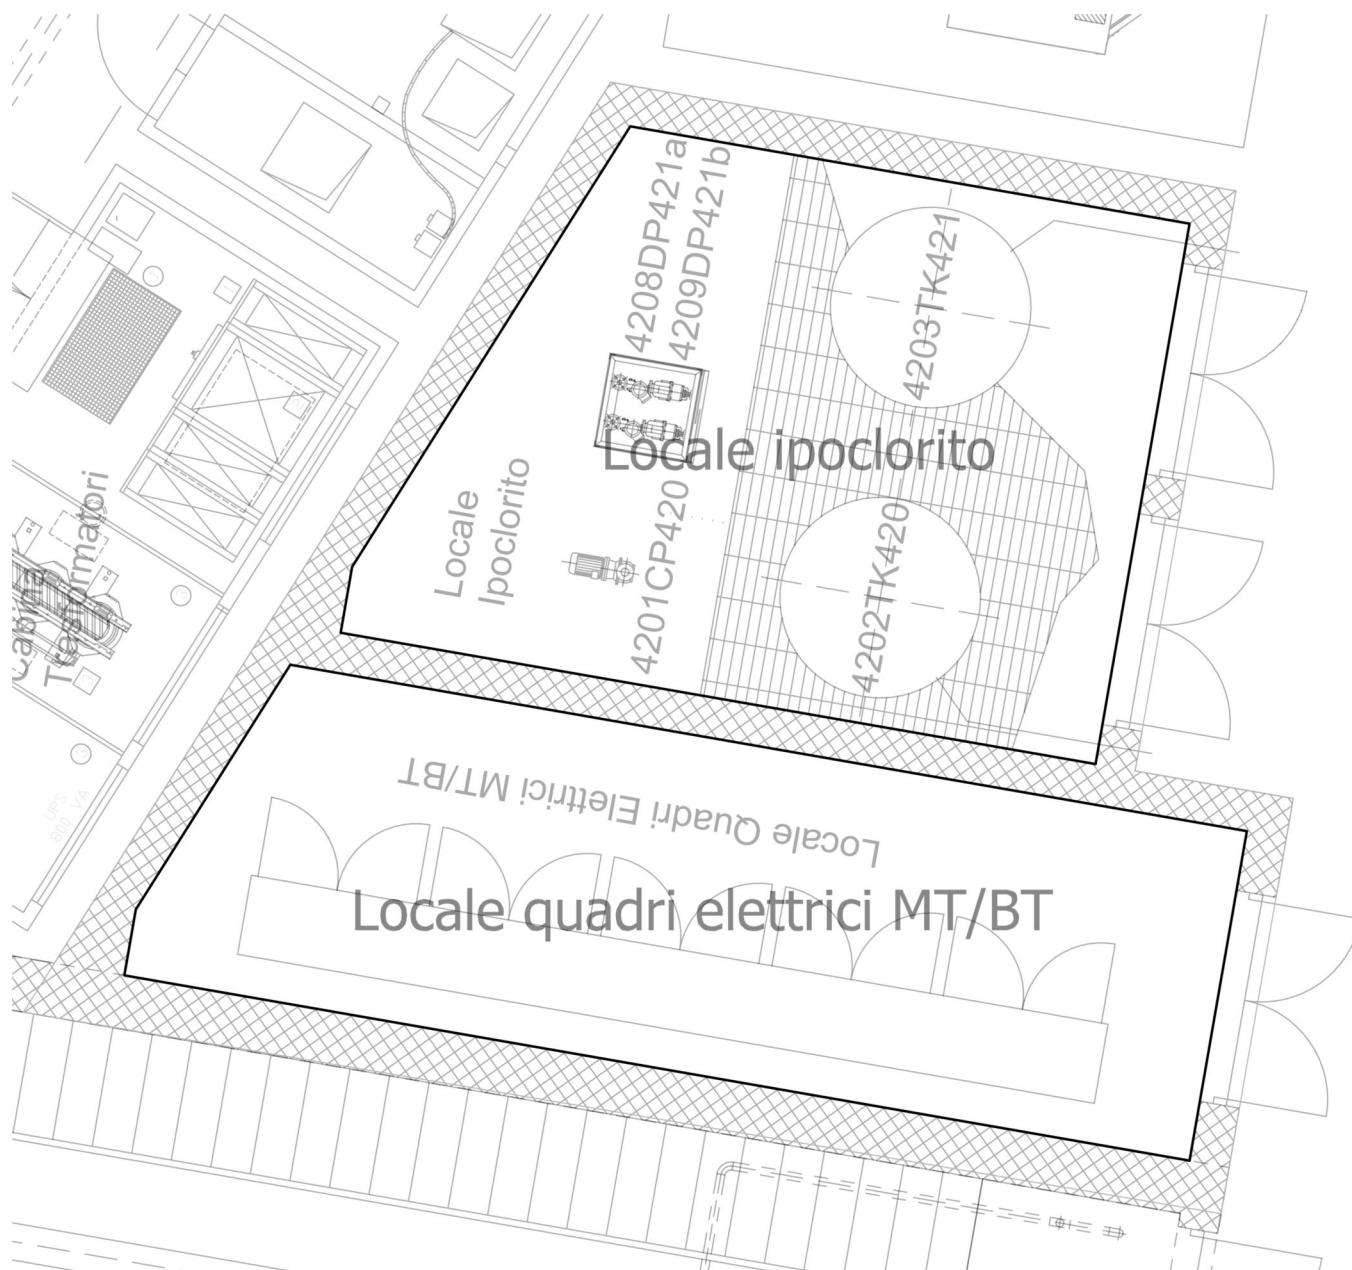 4208DP421a
4209DP421b
4203TK421
Locale ipoclorito
Locale
Ipoclorito
4201CP420
4202TK420
Trasformatori
UPS
800 VA
Locale Quadri Elettrici MT/BT
Locale quadri elettrici MT/BT